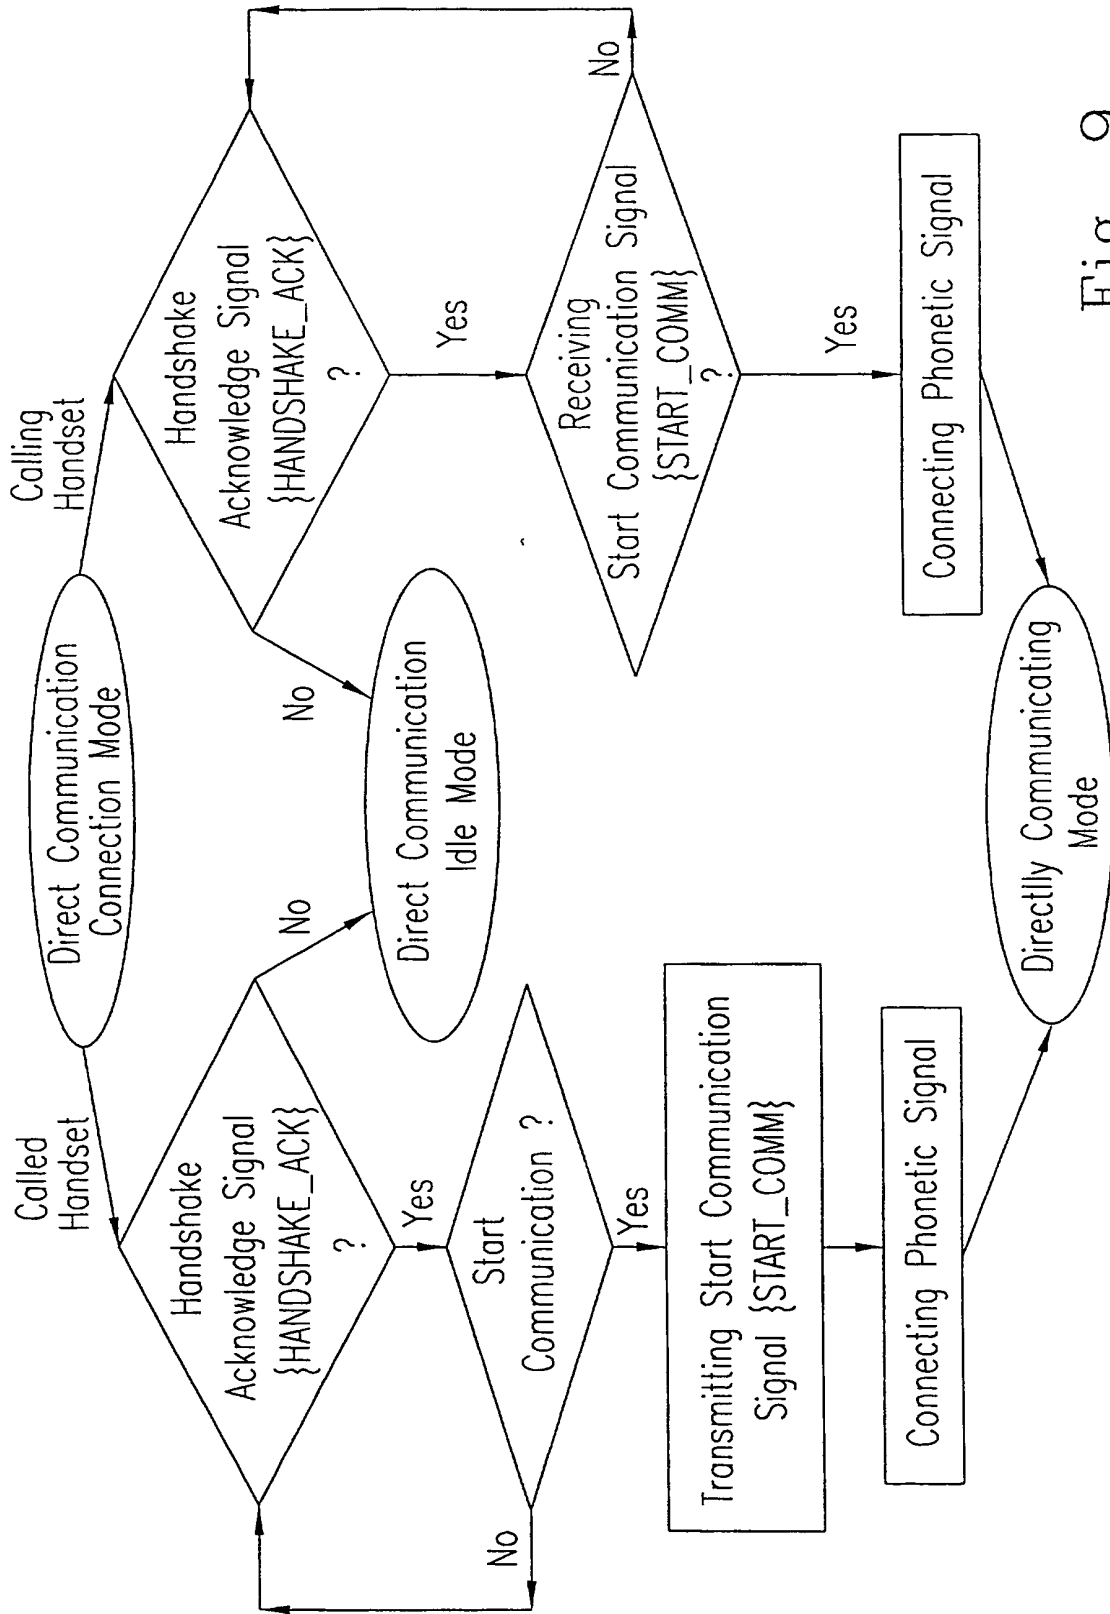 Direct Communication
Connection Mode
Called
Handset
Calling
Handset
Handshake
Acknowledge Signal
{HANDSHAKE_ACK}
?
No
Yes
Handshake
Acknowledge Signal
{HANDSHAKE_ACK}
?
No
Yes
Direct Communication
Idle Mode
Start
Communication ?
No
Yes
Receiving
Start Communication Signal
{START_COMM}
?
No
Yes
Transmitting Start Communication
Signal {START_COMM}
Connecting Phonetic Signal
Connecting Phonetic Signal
Directlly Communicating
Mode
Fig. 9